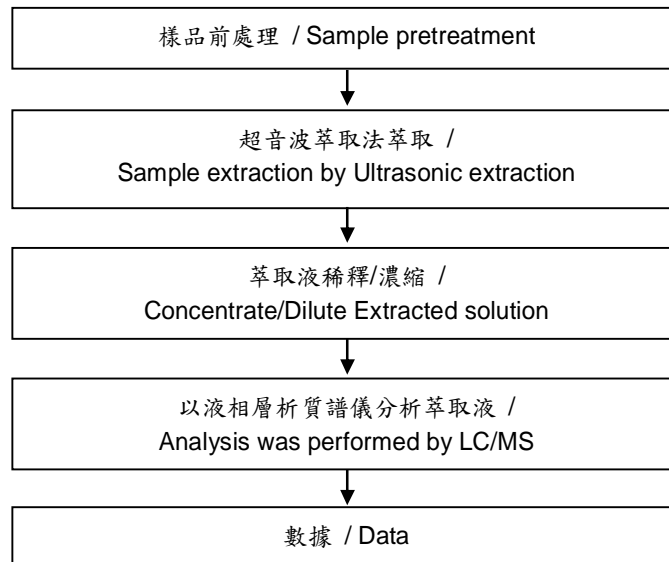 樣品前處理 / Sample pretreatment
超音波萃取法萃取 /
Sample extraction by Ultrasonic extraction
萃取液稀釋/濃縮 /
Concentrate/Dilute Extracted solution
以液相層析質譜儀分析萃取液 /
Analysis was performed by LC/MS
數據 / Data